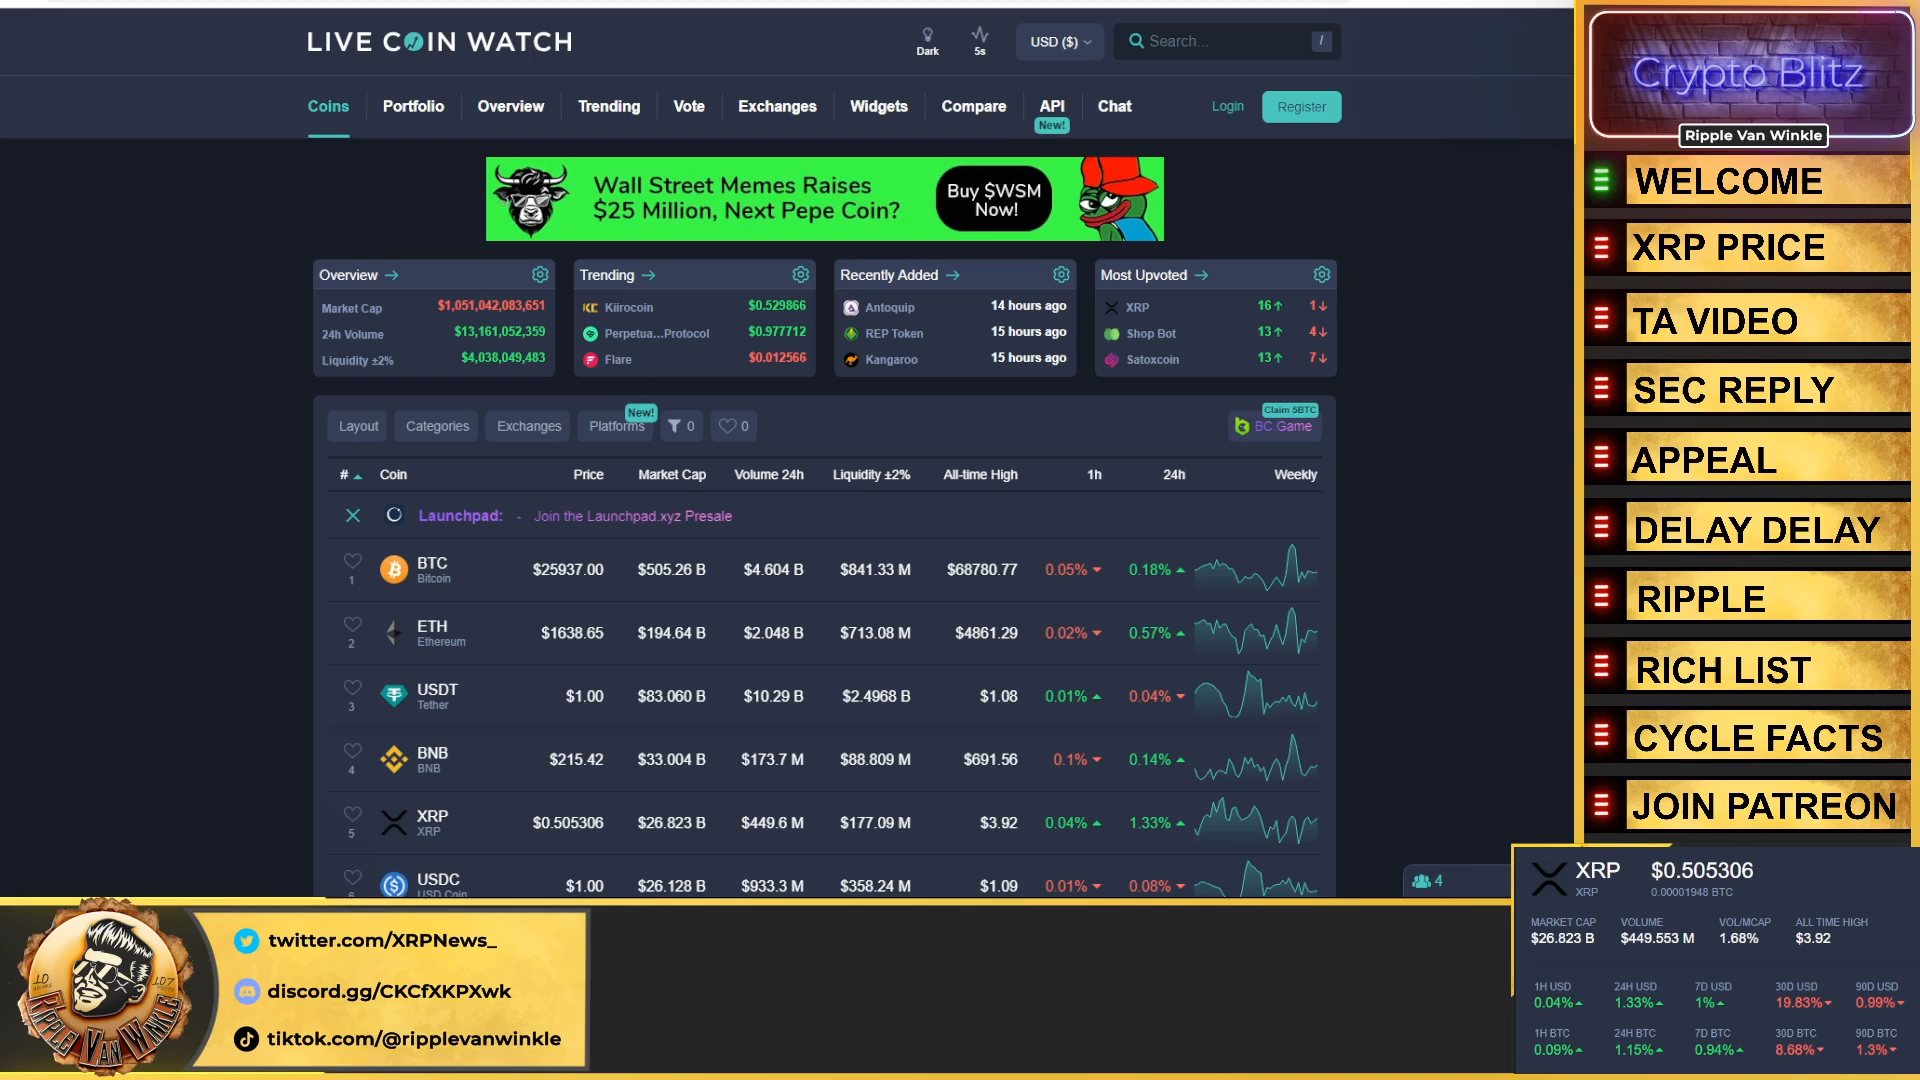 LIVE COIN WATCH
Dark
5s
USD ($)
Search...
/
Coins
Portfolio
Overview
Trending
Vote
Exchanges
Widgets
Compare
API
New!
Chat
Login
Register
Wall Street Memes Raises
$25 Million, Next Pepe Coin?
Buy $WSM
Now!
Overview →
Market Cap $1,051,042,083,651
24h Volume $13,161,052,359
Liquidity ±2% $4,038,049,483
Trending →
Kiirocoin $0.529866
Perpetua...Protocol $0.977712
Flare $0.012566
Recently Added →
Antoquip 14 hours ago
REP Token 15 hours ago
Kangaroo 15 hours ago
Most Upvoted →
XRP 16↑ 1↓
Shop Bot 13↑ 4↓
Satoxcoin 13↑ 7↓
Layout
Categories
Exchanges
Platforms
New!
0
0
Claim 5BTC
BC.Game
# Coin Price Market Cap Volume 24h Liquidity ±2% All-time High 1h 24h Weekly
Launchpad: - Join the Launchpad.xyz Presale
1 BTC Bitcoin $25937.00 $505.26 B $4.604 B $841.33 M $68780.77 0.05% 0.18%
2 ETH Ethereum $1638.65 $194.64 B $2.048 B $713.08 M $4861.29 0.02% 0.57%
3 USDT Tether $1.00 $83.060 B $10.29 B $2.4968 B $1.08 0.01% 0.04%
4 BNB BNB $215.42 $33.004 B $173.7 M $88.809 M $691.56 0.1% 0.14%
5 XRP XRP $0.505306 $26.823 B $449.6 M $177.09 M $3.92 0.04% 1.33%
6 USDC USD Coin $1.00 $26.128 B $933.3 M $358.24 M $1.09 0.01% 0.08%
4
Crypto Blitz
Ripple Van Winkle
WELCOME
XRP PRICE
TA VIDEO
SEC REPLY
APPEAL
DELAY DELAY
RIPPLE
RICH LIST
CYCLE FACTS
JOIN PATREON
XRP $0.505306
XRP 0.00001948 BTC
MARKET CAP VOLUME VOL/MCAP ALL TIME HIGH
$26.823 B $449.553 M 1.68% $3.92
1H USD 24H USD 7D USD 30D USD 90D USD
0.04% 1.33% 1% 19.83% 0.99%
1H BTC 24H BTC 7D BTC 30D BTC 90D BTC
0.09% 1.15% 0.94% 8.68% 1.3%
10
107
RIPPLE VAN WINKLE
twitter.com/XRPNews_
discord.gg/CKCfXKPXwk
tiktok.com/@ripplevanwinkle